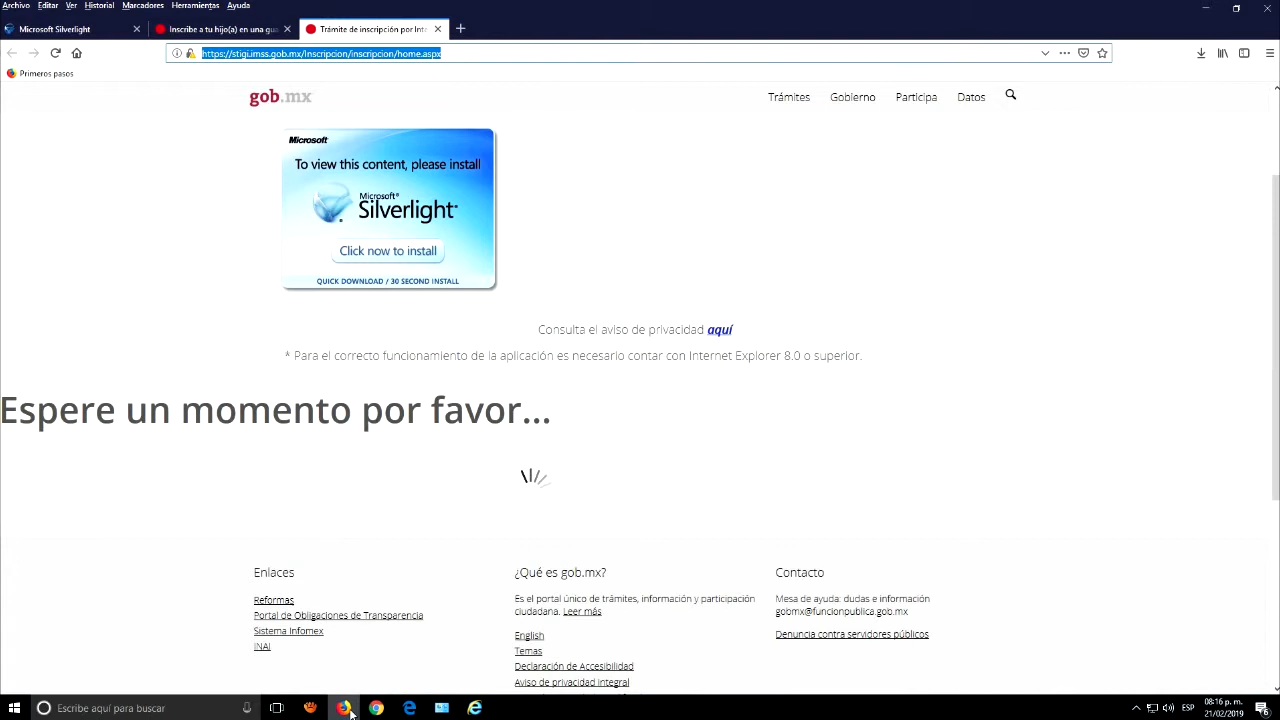 Archivo Editar Ver Historial Marcadores Herramientas Ayuda
Microsoft Silverlight
Inscribe a tu hijo(a) en una gua
Trámite de inscripción por Inte
https://stigi.imss.gob.mx/Inscripcion/inscripcion/home.aspx
Primeros pasos
gob.mx
Trámites Gobierno Participa Datos
Microsoft
To view this content, please install
Microsoft®
Silverlight
Click now to install
QUICK DOWNLOAD / 30 SECOND INSTALL
Consulta el aviso de privacidad aquí
* Para el correcto funcionamiento de la aplicación es necesario contar con Internet Explorer 8.0 o superior.
Espere un momento por favor...
Enlaces
Reformas
Portal de Obligaciones de Transparencia
Sistema Infomex
INAI
¿Qué es gob.mx?
Es el portal único de trámites, información y participación
ciudadana. Leer más
English
Temas
Declaración de Accesibilidad
Aviso de privacidad integral
Contacto
Mesa de ayuda: dudas e información
gobmx@funcionpublica.gob.mx
Denuncia contra servidores públicos
Escribe aquí para buscar
ESP
08:16 p. m.
21/02/2019
6